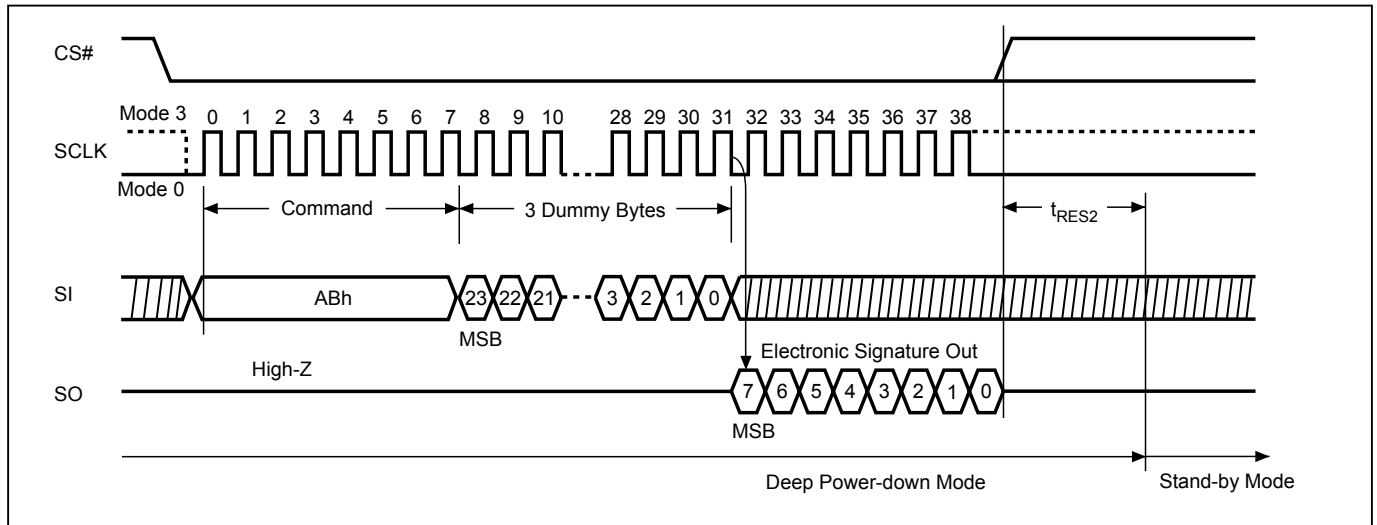 CS#
Mode 3
0 1 2 3 4 5 6 7 8 9 10 28 29 30 31 32 33 34 35 36 37 38
SCLK
Mode 0
Command
3 Dummy Bytes
tRES2
SI
ABh
23 22 21 3 2 1 0
MSB
Electronic Signature Out
High-Z
SO
7 6 5 4 3 2 1 0
MSB
Deep Power-down Mode
Stand-by Mode